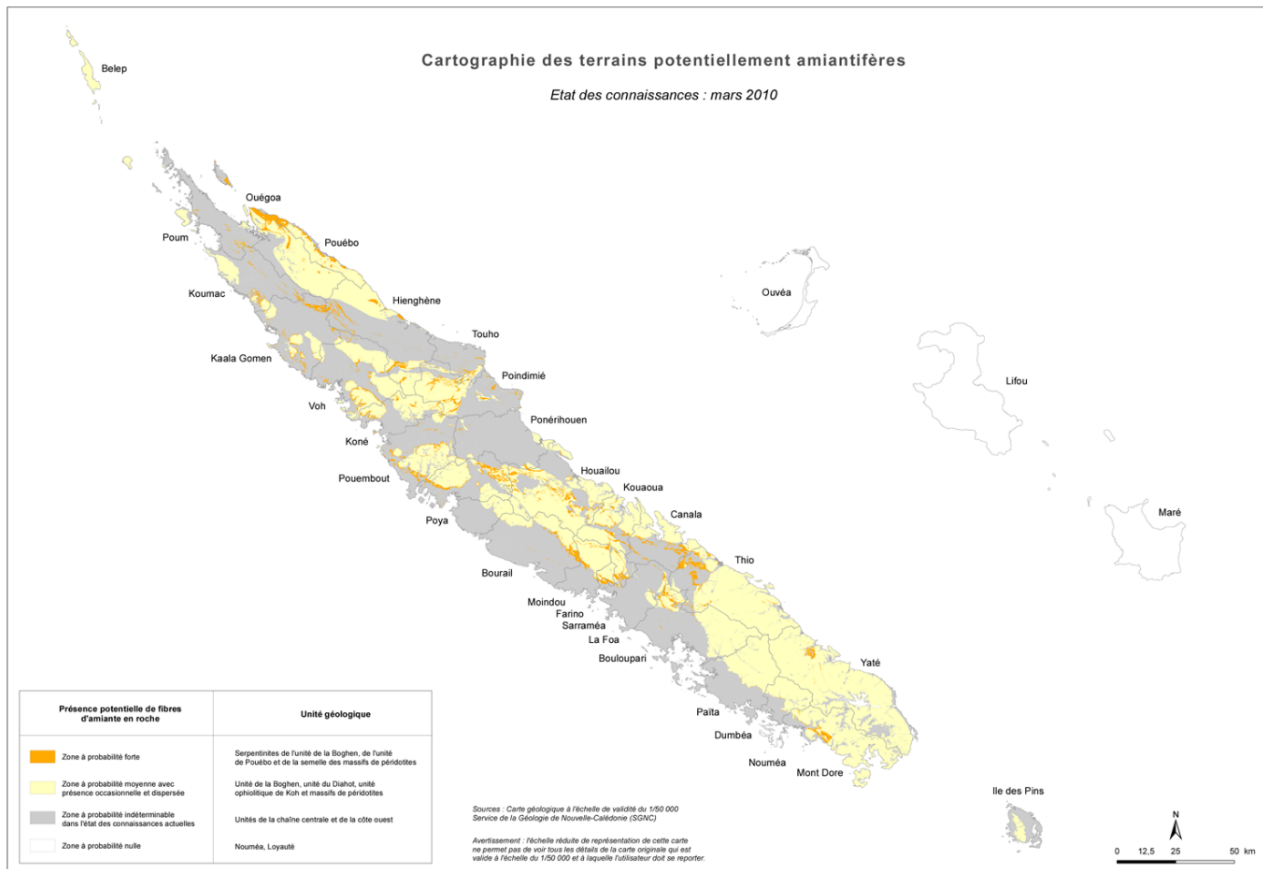 Cartographie des terrains potentiellement amiantifères
Etat des connaissances : mars 2010
Belep
Ouégoa
Poum
Pouébo
Koumac
Hienghène
Ouvéa
Touho
Kaala Gomen
Poindimié
Lifou
Voh
Ponérihouen
Koné
Houaïlou
Pouembout
Kouaoua
Canala
Maré
Poya
Thio
Bourail
Moindou
Farino
Sarraméa
La Foa
Bouloupari
Yaté
Païta
Dumbéa
Nouméa
Mont Dore
Ile des Pins
Présence potentielle de fibres
d'amiante en roche
Unité géologique
Zone à probabilité forte
Serpentinites de l'unité de la Boghen, de l'unité
de Pouébo et de la semelle des massifs de péridotites
Zone à probabilité moyenne avec
présence occasionnelle et dispersée
Unité de la Boghen, unité du Diahot, unité
ophiolitique de Koh et massifs de péridotites
Zone à probabilité indéterminable
dans l'état des connaissances actuelles
Unités de la chaîne centrale et de la côte ouest
Zone à probabilité nulle
Nouméa, Loyauté
Sources : Carte géologique à l'échelle de validité du 1/50 000
Service de la Géologie de Nouvelle-Calédonie (SGNC)
Avertissement : l'échelle réduite de représentation de cette carte
ne permet pas de voir tous les détails de la carte originale qui est
valide à l'échelle du 1/50 000 et à laquelle l'utilisateur doit se reporter.
N
0 12,5 25 50 km